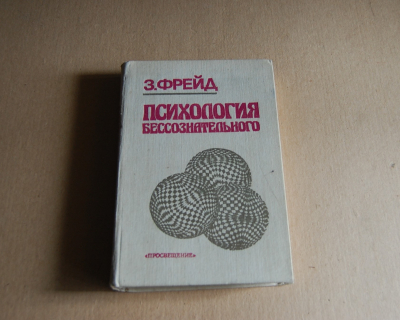 З.ФРЕЙД
ПСИХОЛОГИЯ
БЕССОЗНАТЕЛЬНОГО
«ПРОСВЕЩЕНИЕ»